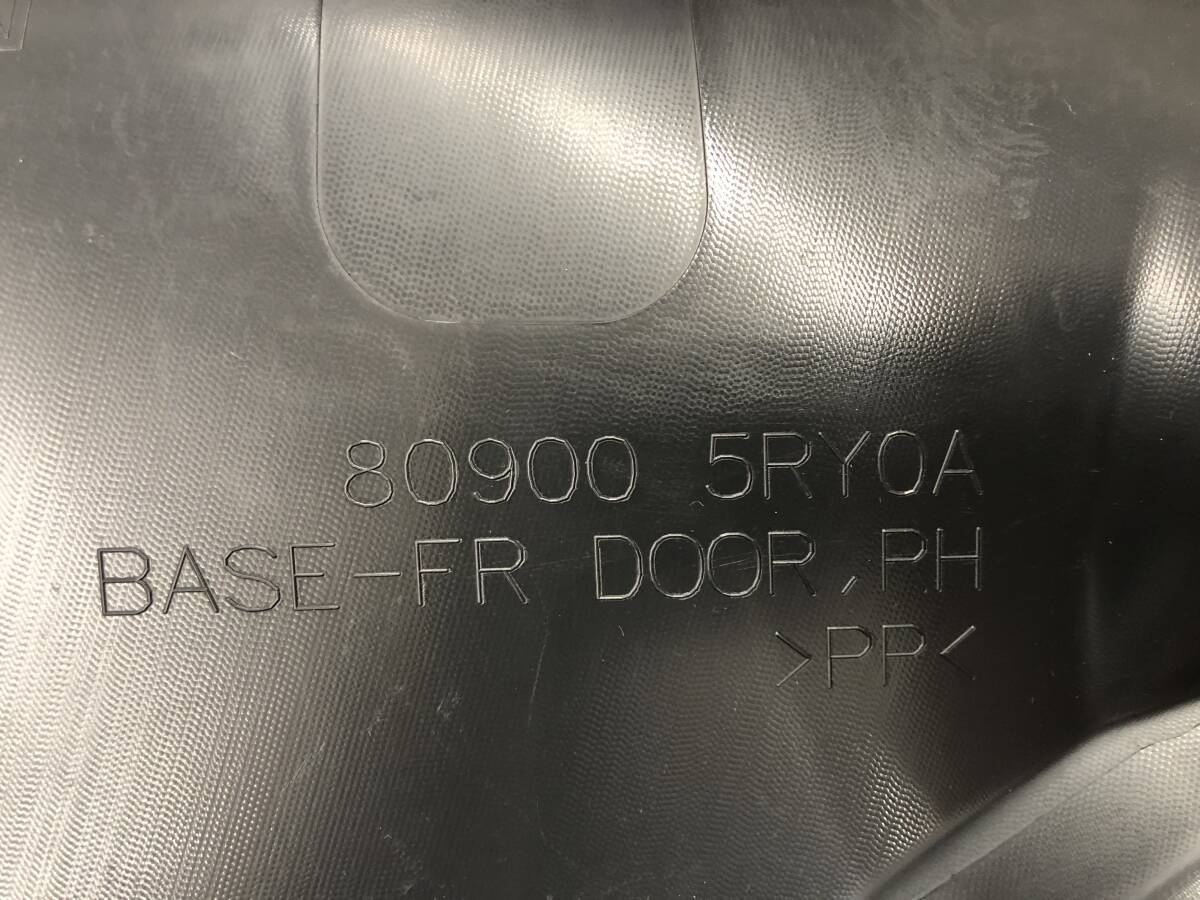 80900 5RY0A
BASE-FR DOOR,RH
>PP<